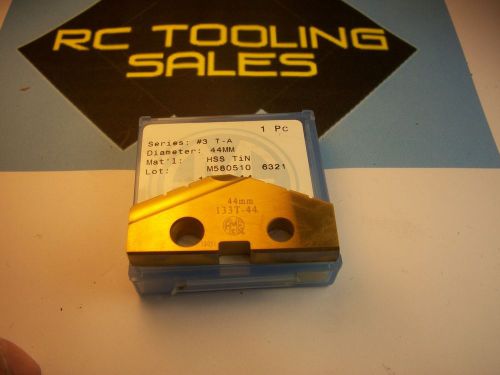 RC TOOLING
SALES
1 Pc
Series: #3 T-A
Diameter: 44MM
Mat'l: HSS TiN
Lot: M580510 6321
44mm
133T-44